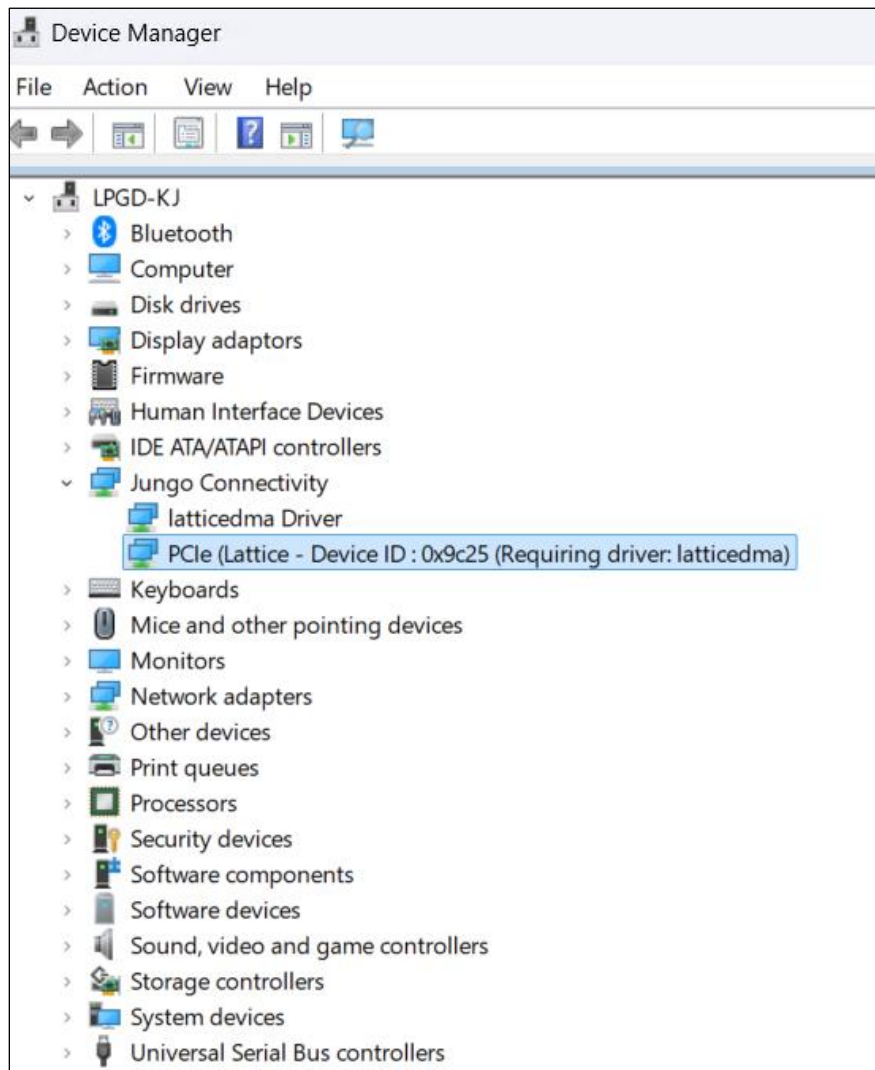 Device Manager
File Action View Help
LPGD-KJ
Bluetooth
Computer
Disk drives
Display adaptors
Firmware
Human Interface Devices
IDE ATA/ATAPI controllers
Jungo Connectivity
latticedma Driver
PCIe (Lattice - Device ID : 0x9c25 (Requiring driver: latticedma)
Keyboards
Mice and other pointing devices
Monitors
Network adapters
Other devices
Print queues
Processors
Security devices
Software components
Software devices
Sound, video and game controllers
Storage controllers
System devices
Universal Serial Bus controllers